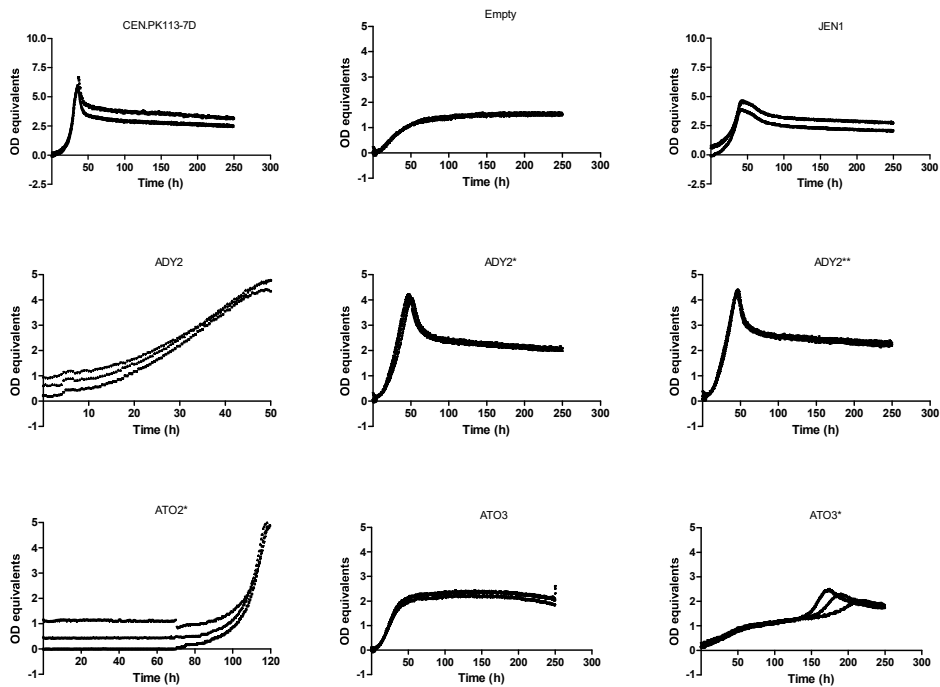 CEN.PK113-7D
Empty
JEN1
10.0
7.5
5.0
2.5
0.0
-2.5
OD equivalents
50 100 150 200 250 300
Time (h)
5
4
3
2
1
0
-1
OD equivalents
50 100 150 200 250 300
Time (h)
10.0
7.5
5.0
2.5
0.0
-2.5
OD equivalents
50 100 150 200 250 300
Time (h)
ADY2
ADY2*
ADY2**
5
4
3
2
1
0
-1
OD equivalents
10 20 30 40 50
Time (h)
5
4
3
2
1
0
-1
OD equivalents
50 100 150 200 250 300
Time (h)
5
4
3
2
1
0
-1
OD equivalents
50 100 150 200 250 300
Time (h)
ATO2*
ATO3
ATO3*
5
4
3
2
1
0
-1
OD equivalents
20 40 60 80 100 120
Time (h)
5
4
3
2
1
0
-1
OD equivalents
50 100 150 200 250 300
Time (h)
5
4
3
2
1
0
-1
OD equivalents
50 100 150 200 250 300
Time (h)